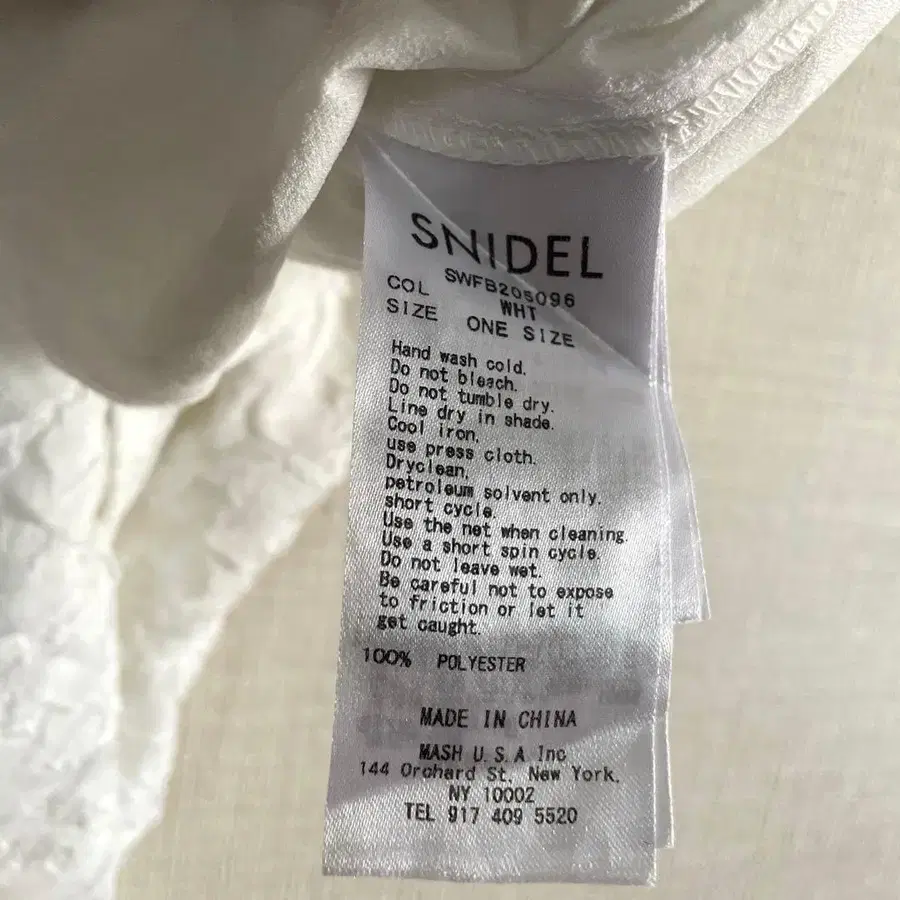 SNIDEL
SWFB205096
COL WHT
SIZE ONE SIZE
Hand wash cold.
Do not bleach.
Do not tumble dry.
Line dry in shade.
Cool iron,
use press cloth.
Dryclean,
petroleum solvent only.
short cycle.
Use the net when cleaning.
Use a short spin cycle.
Do not leave wet.
Be careful not to expose
to friction or let it
get caught.
100% POLYESTER
MADE IN CHINA
MASH U.S.A Inc
144 Orchard St, New York,
NY 10002
TEL 917 409 5520